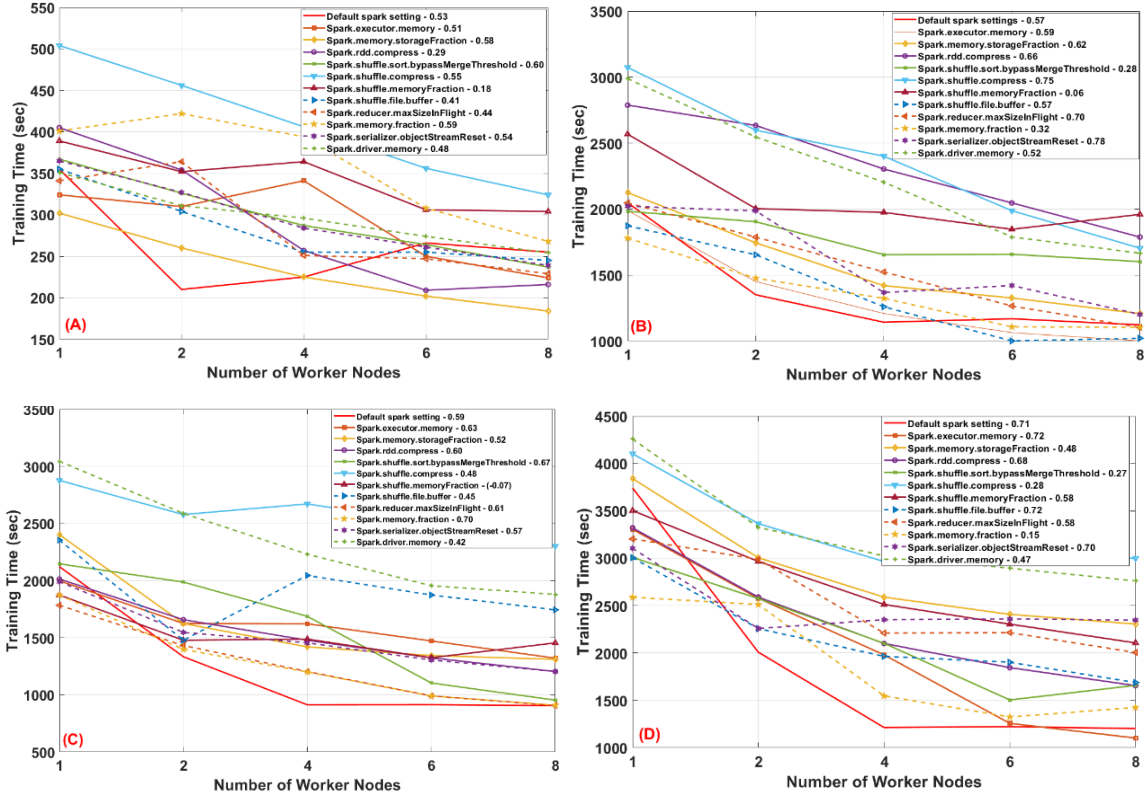 550
500
450
400
350
300
250
200
150
Training Time (sec)
Default spark setting - 0.53
Spark.executor.memory - 0.51
Spark.memory.storageFraction - 0.58
Spark.rdd.compress - 0.29
Spark.shuffle.sort.bypassMergeThreshold - 0.60
Spark.shuffle.compress - 0.55
Spark.shuffle.memoryFraction - 0.18
Spark.shuffle.file.buffer - 0.41
Spark.reducer.maxSizeInFlight - 0.44
Spark.memory.fraction - 0.59
Spark.serializer.objectStreamReset - 0.54
Spark.driver.memory - 0.48
(A)
1 2 4 6 8
Number of Worker Nodes
3500
3000
2500
2000
1500
1000
Training Time (sec)
Default spark settings - 0.57
Spark.executor.memory - 0.59
Spark.memory.storageFraction - 0.62
Spark.rdd.compress - 0.66
Spark.shuffle.sort.bypassMergeThreshold - 0.28
Spark.shuffle.compress - 0.75
Spark.shuffle.memoryFraction - 0.06
Spark.shuffle.file.buffer - 0.57
Spark.reducer.maxSizeInFlight - 0.70
Spark.memory.fraction - 0.32
Spark.serializer.objectStreamReset - 0.78
Spark.driver.memory - 0.52
(B)
1 2 4 6 8
Number of Worker Nodes
3500
3000
2500
2000
1500
1000
500
Training Time (sec)
Default spark setting - 0.59
Spark.executor.memory - 0.63
Spark.memory.storageFraction - 0.52
Spark.rdd.compress - 0.60
Spark.shuffle.sort.bypassMergeThreshold - 0.67
Spark.shuffle.compress - 0.48
Spark.shuffle.memoryFraction - (-0.07)
Spark.shuffle.file.buffer - 0.45
Spark.reducer.maxSizeInFlight - 0.61
Spark.memory.fraction - 0.70
Spark.serializer.objectStreamReset - 0.57
Spark.driver.memory - 0.42
(C)
1 2 4 6 8
Number of Worker Nodes
4500
4000
3500
3000
2500
2000
1500
1000
Training Time (sec)
Default spark setting - 0.71
Spark.executor.memory - 0.72
Spark.memory.storageFraction - 0.48
Spark.rdd.compress - 0.68
Spark.shuffle.sort.bypassMergeThreshold - 0.27
Spark.shuffle.compress - 0.28
Spark.shuffle.memoryFraction - 0.58
Spark.shuffle.file.buffer - 0.72
Spark.reducer.maxSizeInFlight - 0.58
Spark.memory.fraction - 0.15
Spark.serializer.objectStreamReset - 0.70
Spark.driver.memory - 0.47
(D)
1 2 4 6 8
Number of Worker Nodes